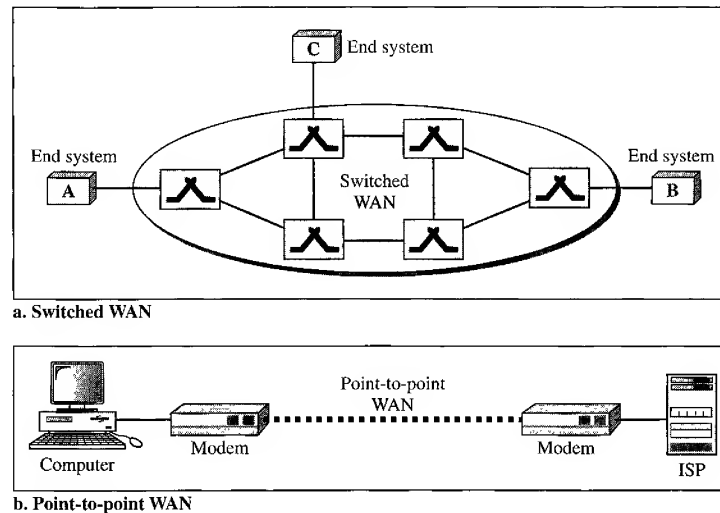 C End system
End system
A
Switched
WAN
End system
B
a. Switched WAN
Point-to-point
WAN
Computer
Modem
Modem
ISP
b. Point-to-point WAN